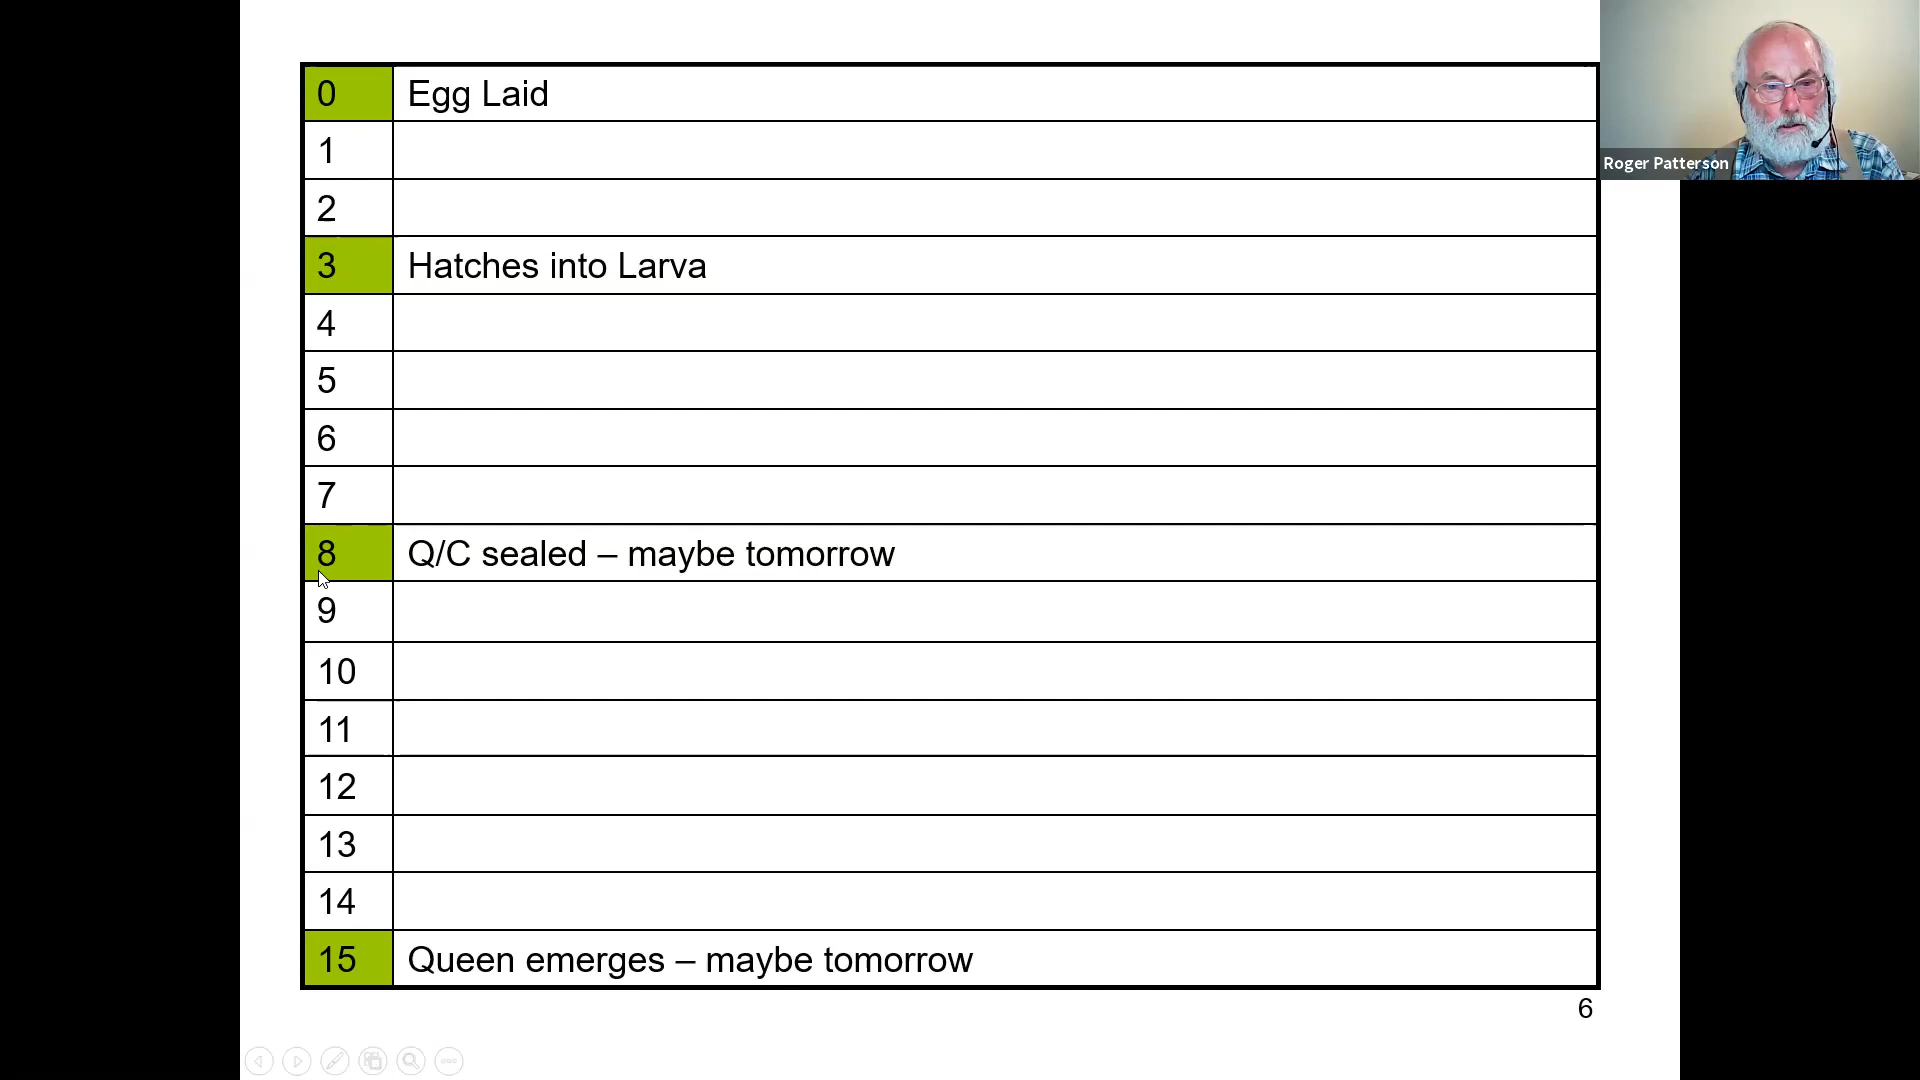 0 Egg Laid
1
2
3 Hatches into Larva
4
5
6
7
8 Q/C sealed – maybe tomorrow
9
10
11
12
13
14
15 Queen emerges – maybe tomorrow
6
Roger Patterson